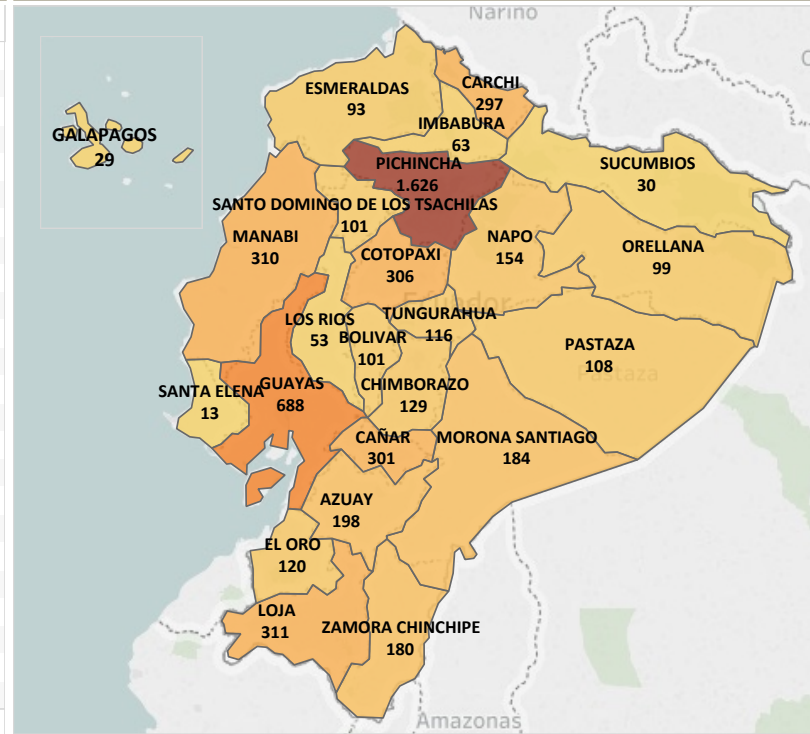 Nariño
ESMERALDAS
93
CARCHI
297
IMBABURA
63
GALAPAGOS
29
PICHINCHA
1.626
SUCUMBIOS
30
SANTO DOMINGO DE LOS TSACHILAS
101
MANABI
310
NAPO
154
ORELLANA
99
COTOPAXI
306
Ecuador
TUNGURAHUA
116
LOS RIOS
53
BOLIVAR
101
PASTAZA
108
Pastaza
SANTA ELENA
13
GUAYAS
688
CHIMBORAZO
129
CAÑAR
301
MORONA SANTIAGO
184
AZUAY
198
EL ORO
120
LOJA
311
ZAMORA CHINCHIPE
180
Amazonas